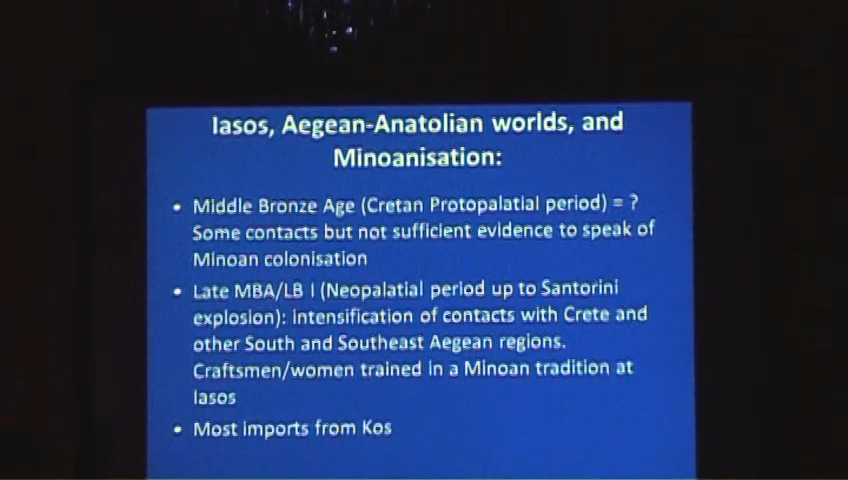 Iasos, Aegean-Anatolian worlds, and
Minoanisation:
• Middle Bronze Age (Cretan Protopalatial period) = ?
Some contacts but not sufficient evidence to speak of
Minoan colonisation
• Late MBA/LB I (Neopalatial period up to Santorini
explosion): intensification of contacts with Crete and
other South and Southeast Aegean regions.
Craftsmen/women trained in a Minoan tradition at
Iasos
• Most imports from Kos